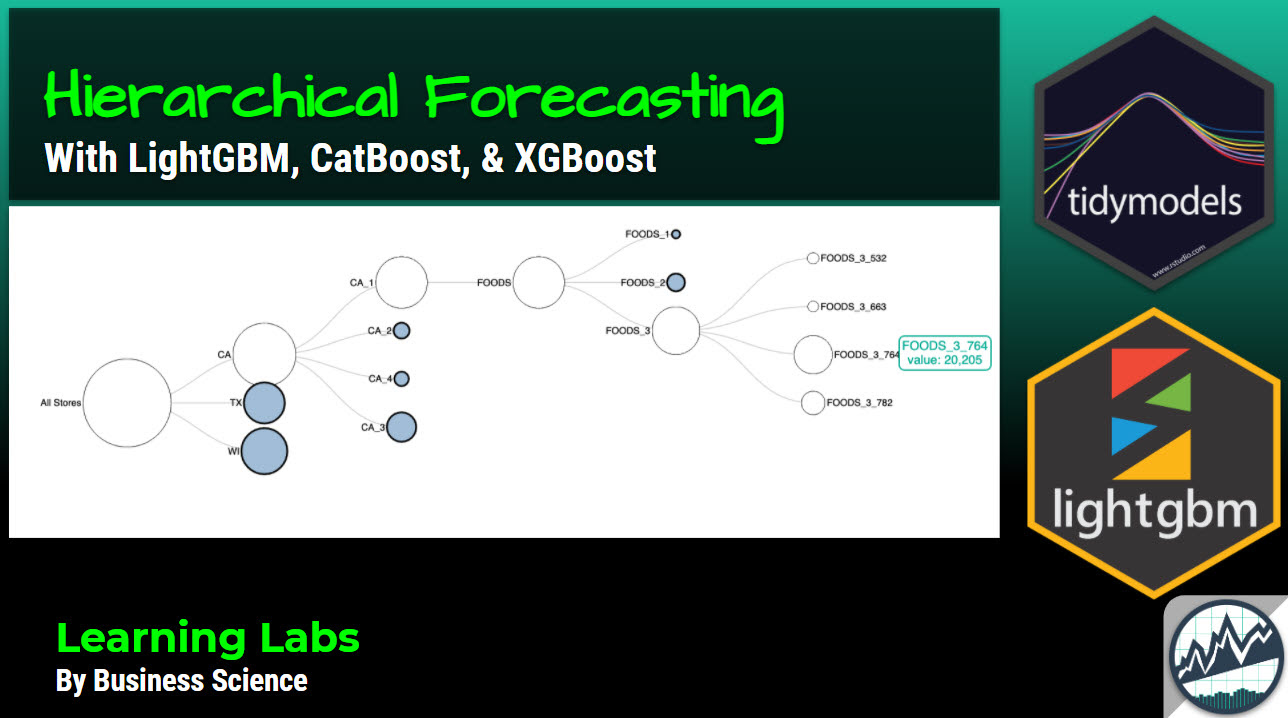 Hierarchical Forecasting
With LightGBM, CatBoost, & XGBoost
tidymodels
www.rstudio.com
FOODS_1
FOODS_3_532
CA_1
FOODS
FOODS_2
FOODS_3_663
CA_2
FOODS_3
CA
FOODS_3_764
FOODS_3_764
value: 20,205
CA_4
All Stores
TX
FOODS_3_782
CA_3
WI
lightgbm
Learning Labs
By Business Science